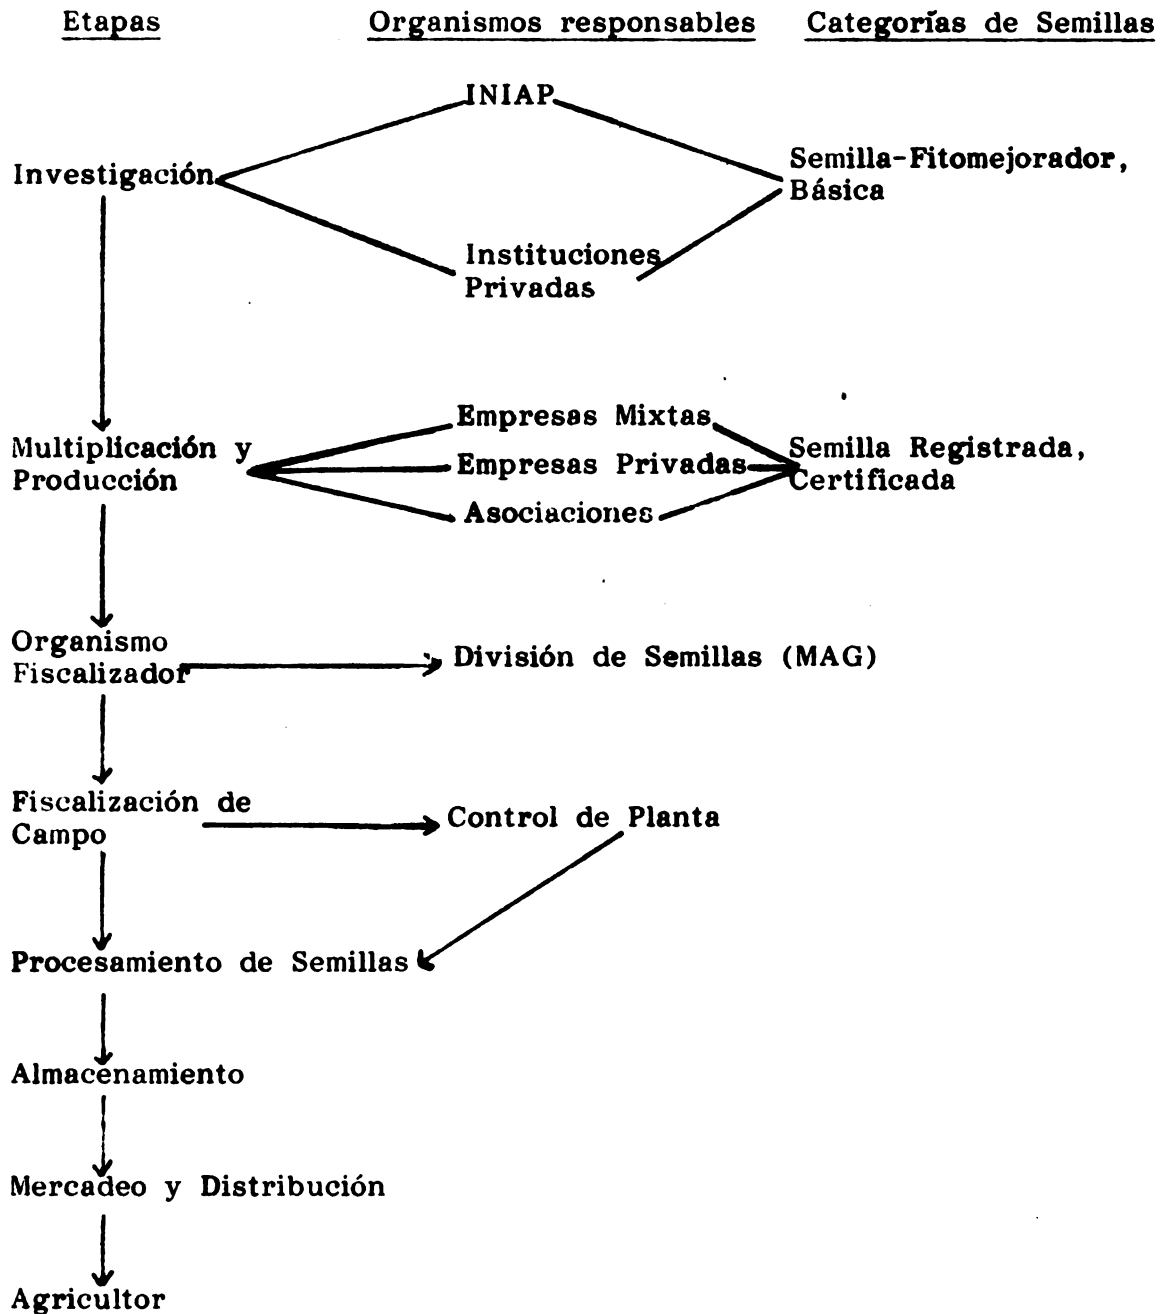 Etapas Organismos responsables Categorías de Semillas
INIAP
Investigación
Semilla-Fitomejorador,
Básica
Instituciones
Privadas
Multiplicación y
Producción
Empresas Mixtas
Empresas Privadas
Asociaciones
Semilla Registrada,
Certificada
Organismo
Fiscalizador
División de Semillas (MAG)
Fiscalización de
Campo
Control de Planta
Procesamiento de Semillas
Almacenamiento
Mercadeo y Distribución
Agricultor